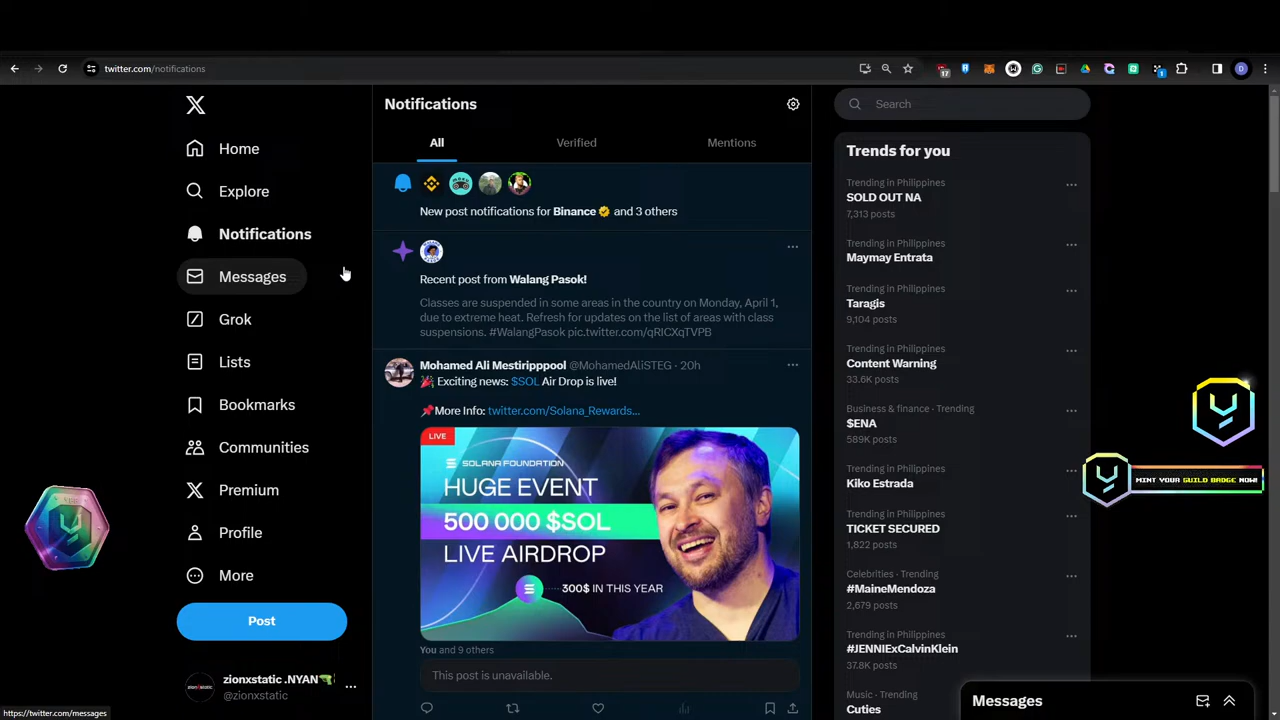 twitter.com/notifications
17
1
Home
Explore
Notifications
Messages
Grok
Lists
Bookmarks
Communities
Premium
Profile
More
Post
zionxstatic .NYAN
@zionxstatic
https://twitter.com/messages
Notifications
All
Verified
Mentions
New post notifications for Binance and 3 others
Recent post from Walang Pasok!
Classes are suspended in some areas in the country on Monday, April 1,
due to extreme heat. Refresh for updates on the list of areas with class
suspensions. #WalangPasok pic.twitter.com/qRICXqTVPB
Mohamed Ali Mestiripppool @MohamedAliSTEG · 20h
🎉 Exciting news: $SOL Air Drop is live!
📌More Info: twitter.com/Solana_Rewards...
LIVE
SOLANA FOUNDATION
HUGE EVENT
500 000 $SOL
LIVE AIRDROP
300$ IN THIS YEAR
You and 9 others
This post is unavailable.
Search
Trends for you
Trending in Philippines
SOLD OUT NA
7,313 posts
Trending in Philippines
Maymay Entrata
Trending in Philippines
Taragis
9,104 posts
Trending in Philippines
Content Warning
33.6K posts
Business & finance · Trending
$ENA
589K posts
Trending in Philippines
Kiko Estrada
Trending in Philippines
TICKET SECURED
1,822 posts
Celebrities · Trending
#MaineMendoza
2,679 posts
Trending in Philippines
#JENNIExCalvinKlein
37.8K posts
Music · Trending
Cuties
Messages
MINT YOUR GUILD BADGE NOW!